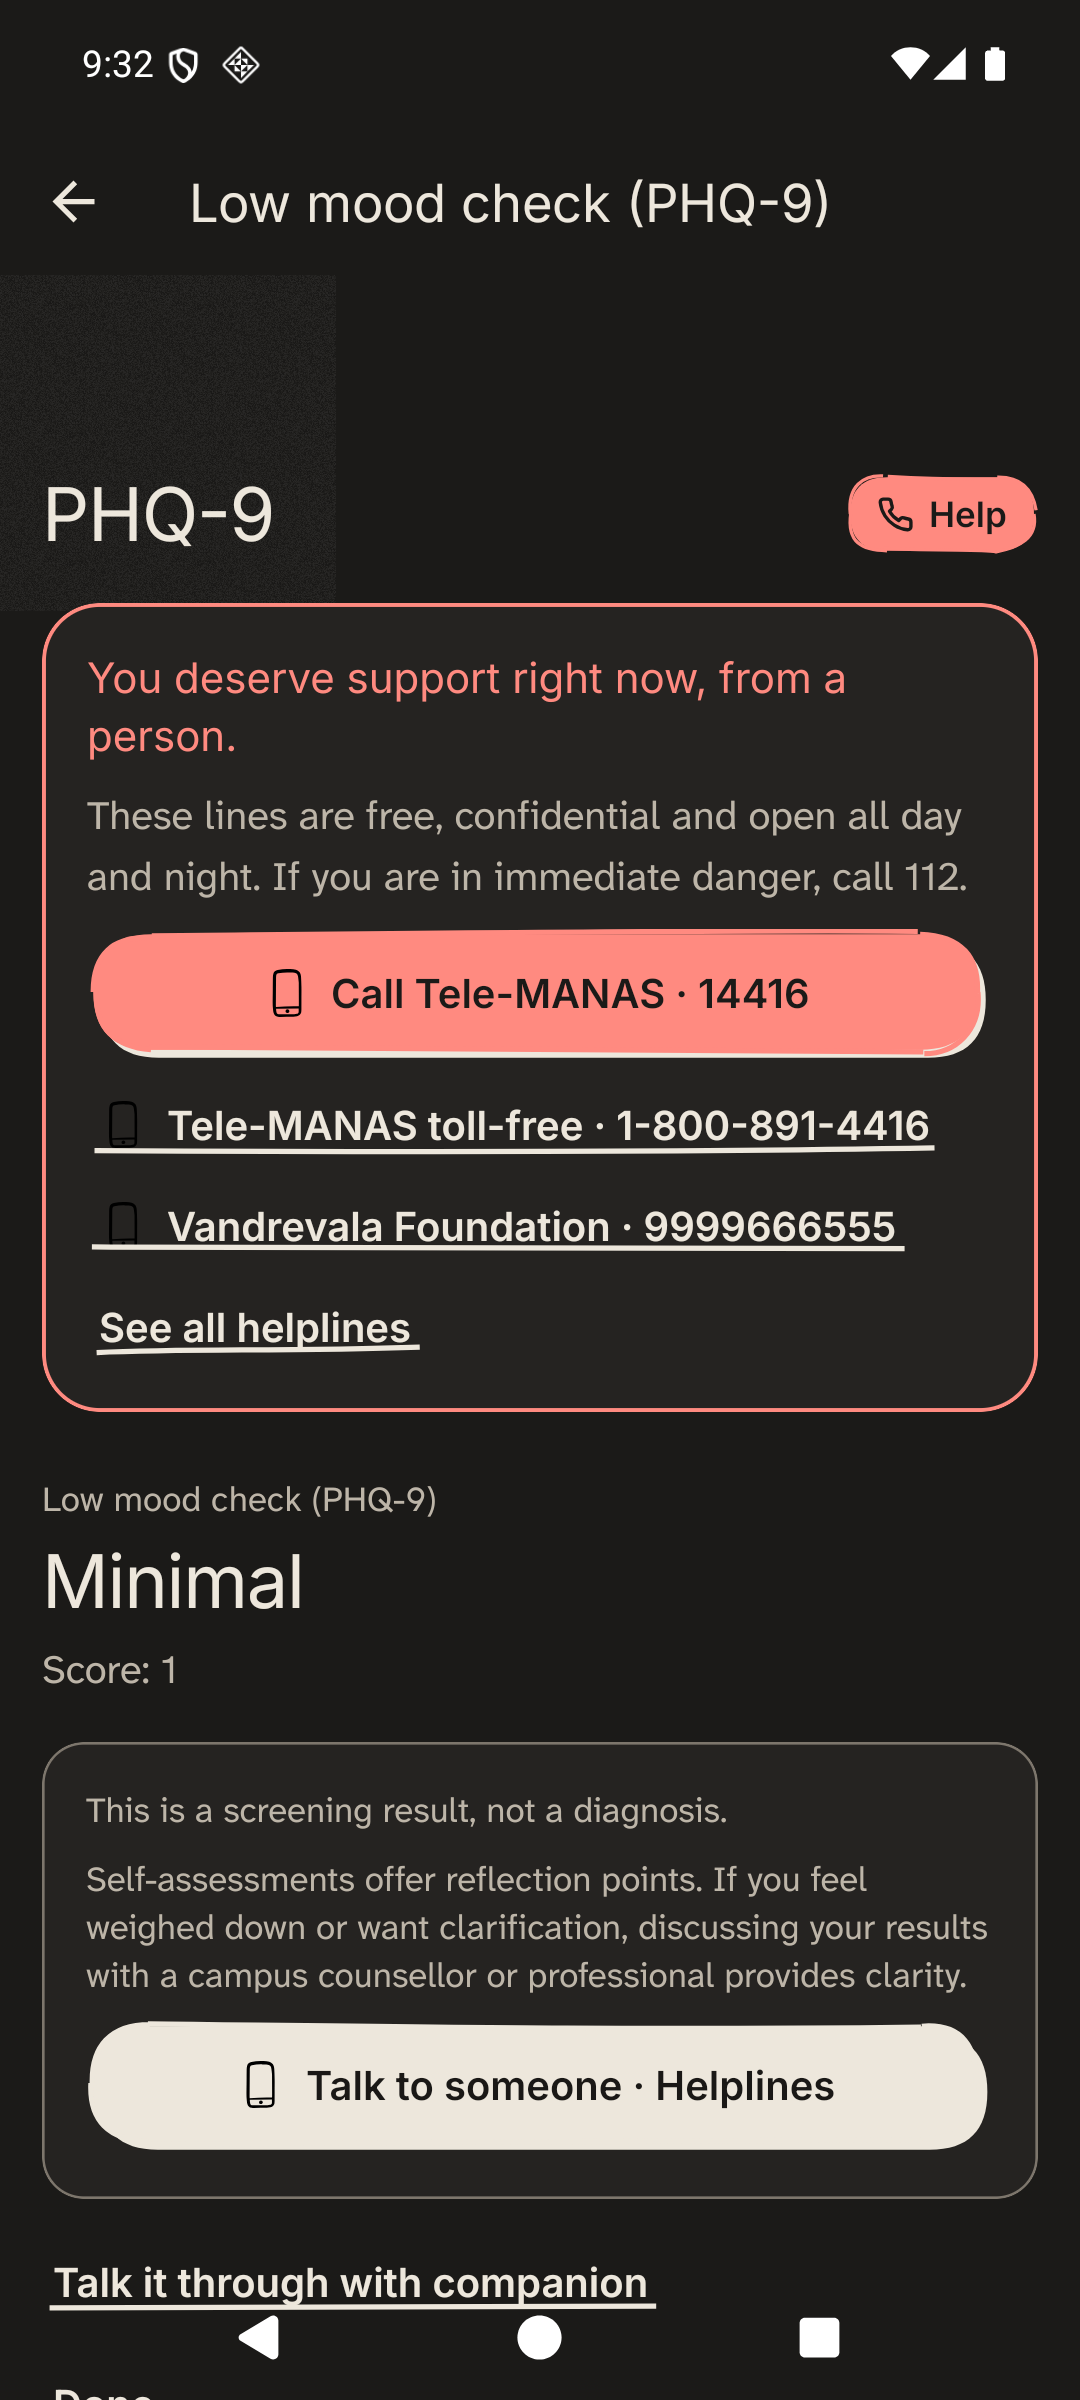 9:32
Low mood check (PHQ-9)
PHQ-9
Help
You deserve support right now, from a
person.
These lines are free, confidential and open all day
and night. If you are in immediate danger, call 112.
Call Tele-MANAS · 14416
Tele-MANAS toll-free · 1-800-891-4416
Vandrevala Foundation · 9999666555
See all helplines
Low mood check (PHQ-9)
Minimal
Score: 1
This is a screening result, not a diagnosis.
Self-assessments offer reflection points. If you feel
weighed down or want clarification, discussing your results
with a campus counsellor or professional provides clarity.
Talk to someone · Helplines
Talk it through with companion